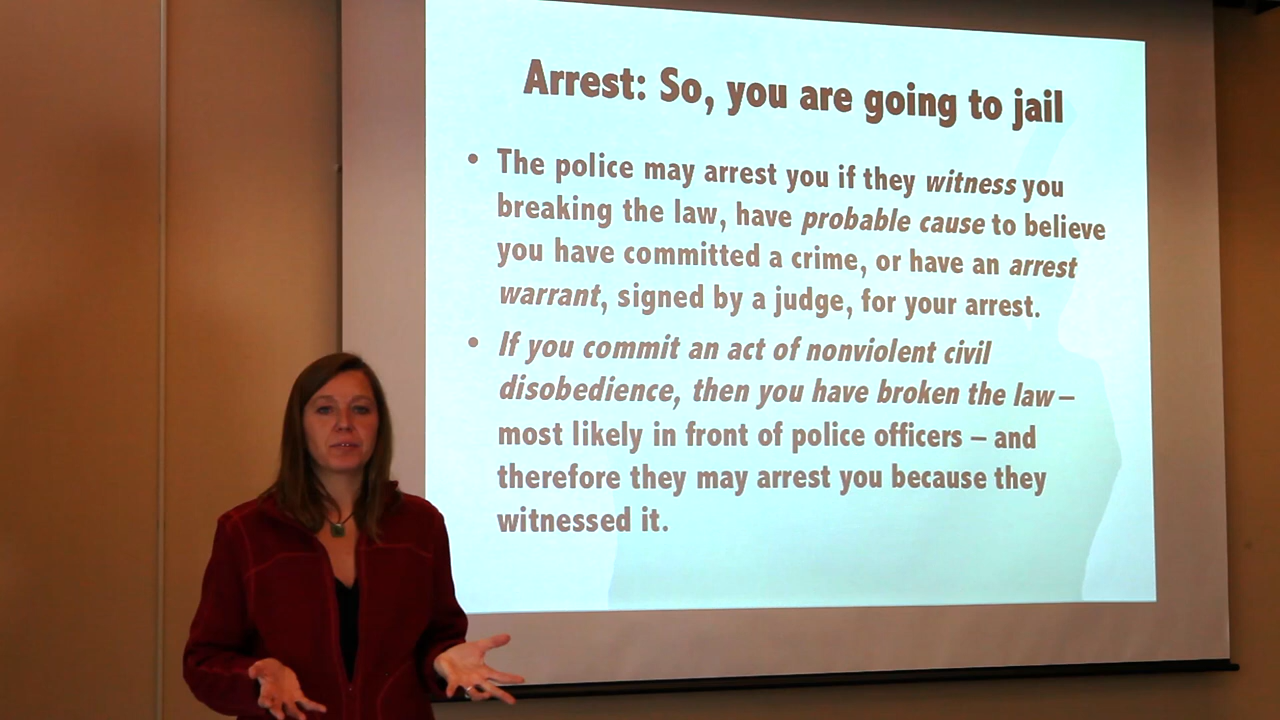 Arrest: So, you are going to jail
• The police may arrest you if they witness you
breaking the law, have probable cause to believe
you have committed a crime, or have an arrest
warrant, signed by a judge, for your arrest.
• If you commit an act of nonviolent civil
disobedience, then you have broken the law –
most likely in front of police officers – and
therefore they may arrest you because they
witnessed it.